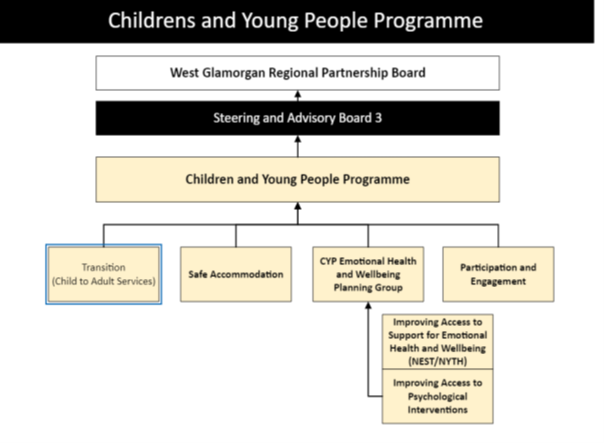 Childrens and Young People Programme
West Glamorgan Regional Partnership Board
Steering and Advisory Board 3
Children and Young People Programme
Transition
(Child to Adult Services)
Safe Accommodation
CYP Emotional Health
and Wellbeing
Planning Group
Participation and
Engagement
Improving Access to
Support for Emotional
Health and Wellbeing
(NEST/NYTH)
Improving Access to
Psychological
Interventions